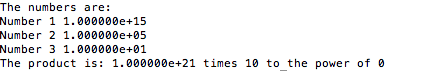 The numbers are:
Number 1 1.000000e+15
Number 2 1.000000e+05
Number 3 1.000000e+01
The product is: 1.000000e+21 times 10 to_the power of 0